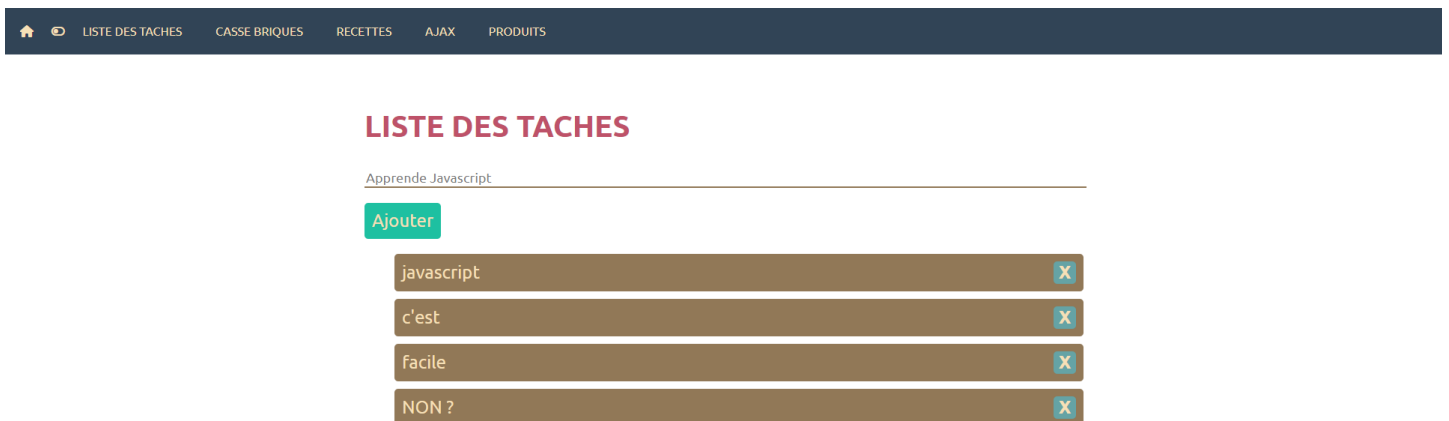 LISTE DES TACHES CASSE BRIQUES RECETTES AJAX PRODUITS
LISTE DES TACHES
Apprende Javascript
Ajouter
javascript X
c'est X
facile X
NON ? X